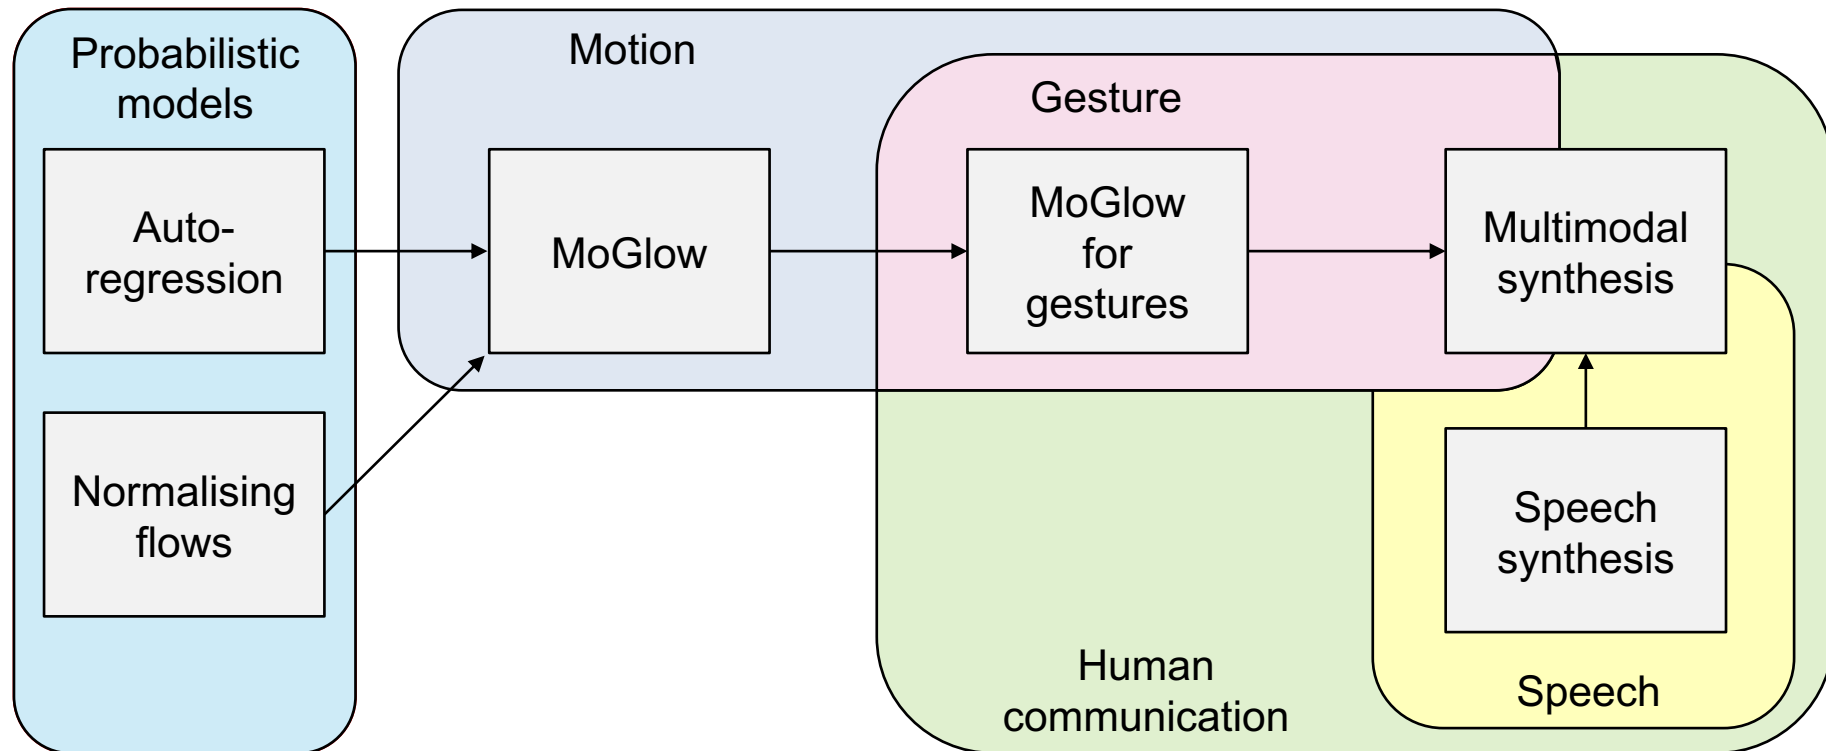 Probabilistic
models
Auto-
regression
Normalising
flows
Motion
MoGlow
Gesture
MoGlow
for
gestures
Multimodal
synthesis
Speech
synthesis
Speech
Human
communication